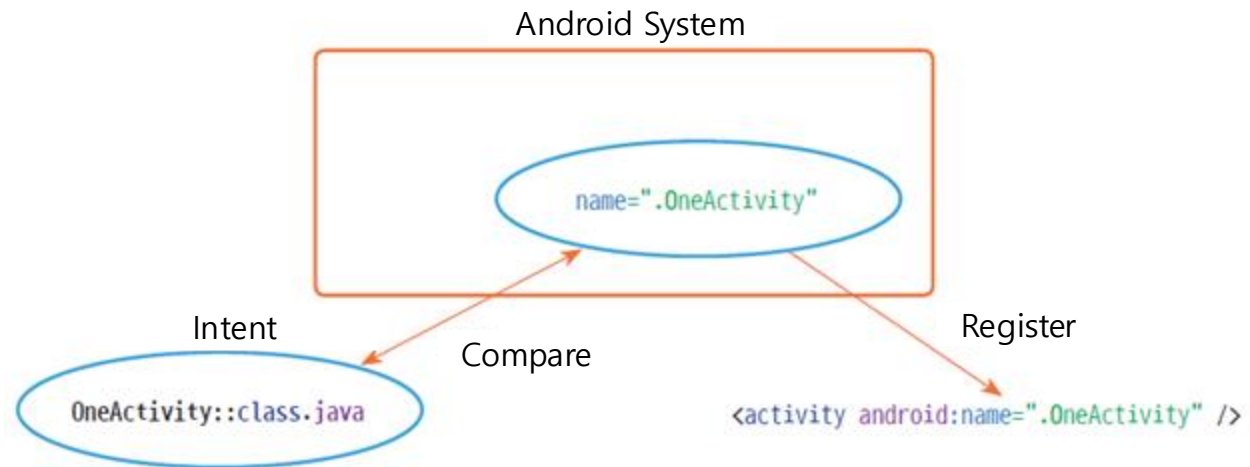 Android System
name=".OneActivity"
Intent
Compare
Register
OneActivity::class.java
<activity android:name=".OneActivity" />